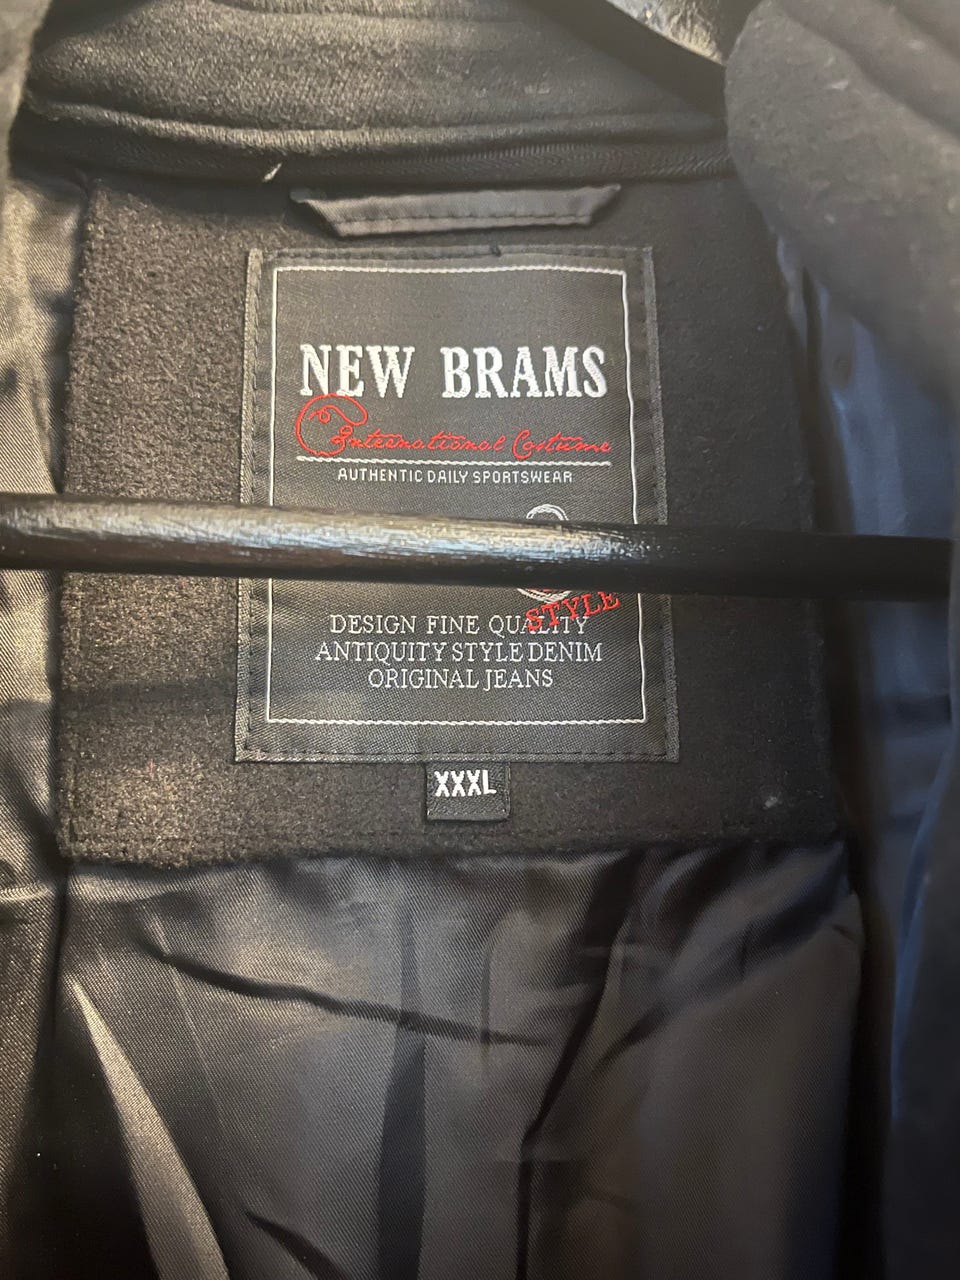 NEW BRAMS
International Costume
AUTHENTIC DAILY SPORTSWEAR
STYLE
DESIGN FINE QUALITY
ANTIQUITY STYLE DENIM
ORIGINAL JEANS
XXXL